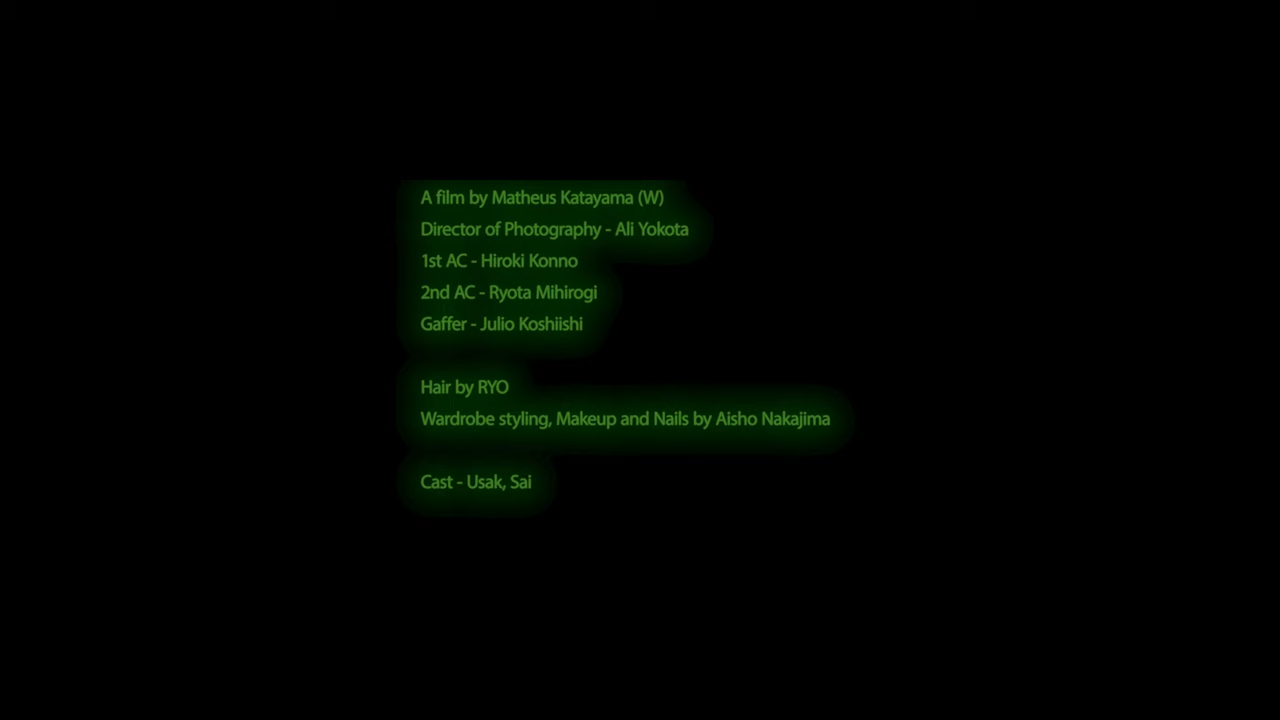 A film by Matheus Katayama (W)
Director of Photography - Ali Yokota
1st AC - Hiroki Konno
2nd AC - Ryota Mihirogi
Gaffer - Julio Koshiishi
Hair by RYO
Wardrobe styling, Makeup and Nails by Aisho Nakajima
Cast - Usak, Sai